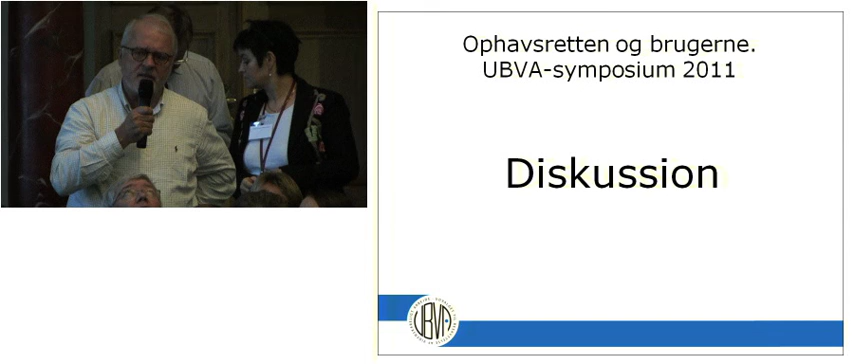 Ophavsretten og brugerne.
UBVA-symposium 2011
Diskussion
UBVA